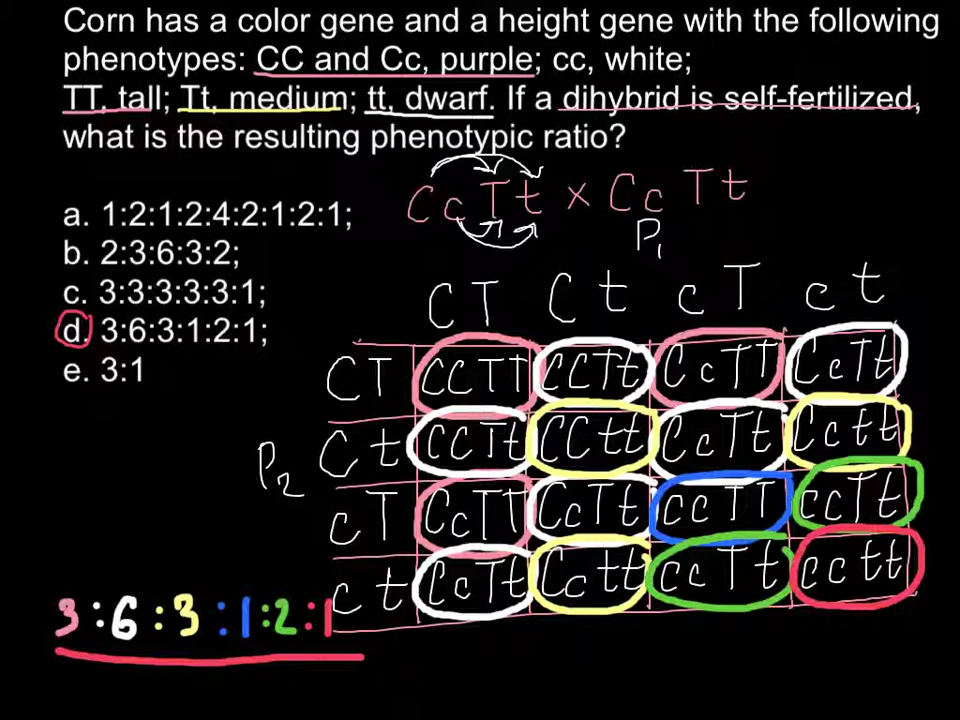 Corn has a color gene and a height gene with the following
phenotypes: CC and Cc, purple; cc, white;
TT. tall; Tt, medium; tt, dwarf. If a dihybrid is self-fertilized,
what is the resulting phenotypic ratio?
a. 1:2:1:2:4:2:1:2:1;
b. 2:3:6:3:2;
c. 3:3:3:3:3:1;
d. 3:6:3:1:2:1;
e. 3:1
CcTt × CcTt
P1
CT Ct cT ct
CT CCTT CCTt CcTT CcTt
P2
Ct CCTt CCtt CcTt Cctt
cT CcTT CcTt ccTT ccTt
ct CcTt Cctt ccTt cctt
3:6:3:1:2:1